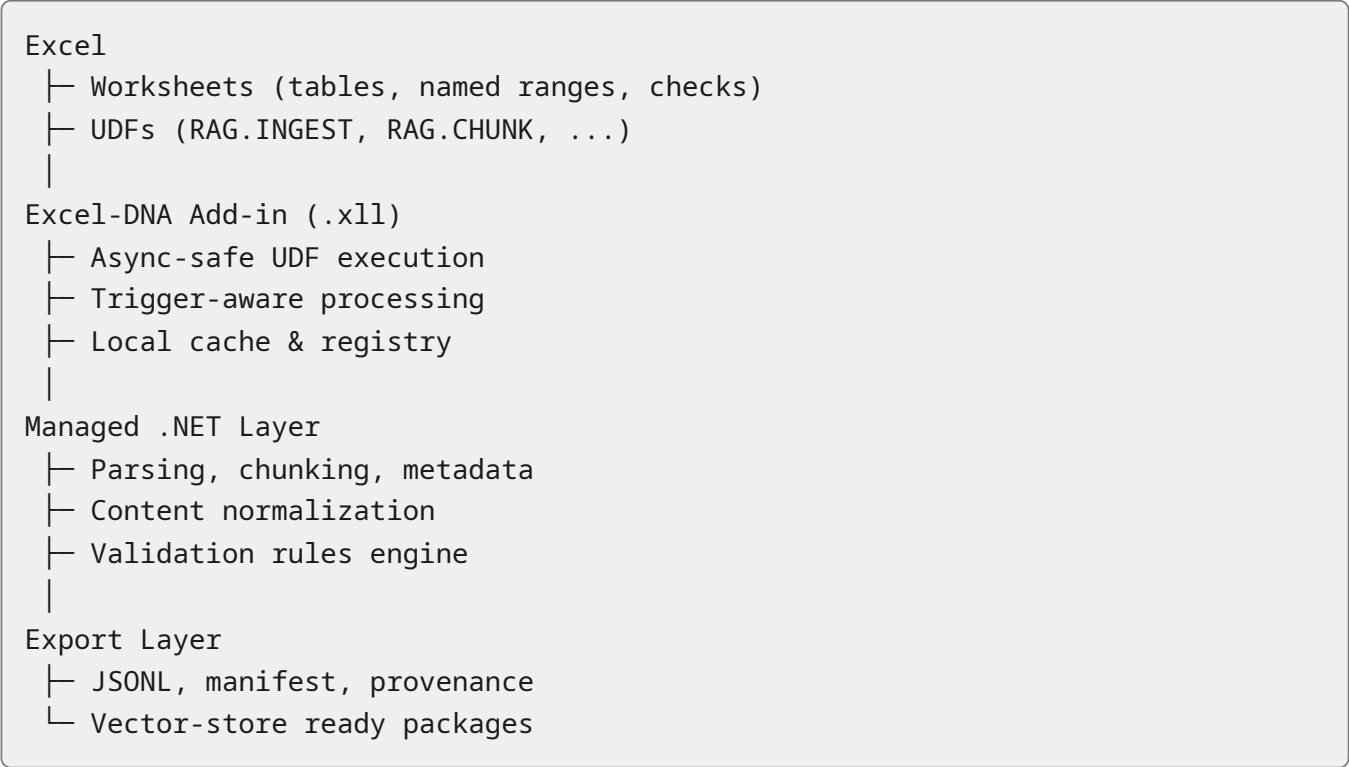 Excel
 ├─ Worksheets (tables, named ranges, checks)
 ├─ UDFs (RAG.INGEST, RAG.CHUNK, ...)
 │
Excel-DNA Add-in (.xll)
 ├─ Async-safe UDF execution
 ├─ Trigger-aware processing
 ├─ Local cache & registry
 │
Managed .NET Layer
 ├─ Parsing, chunking, metadata
 ├─ Content normalization
 ├─ Validation rules engine
 │
Export Layer
 ├─ JSONL, manifest, provenance
 └─ Vector-store ready packages